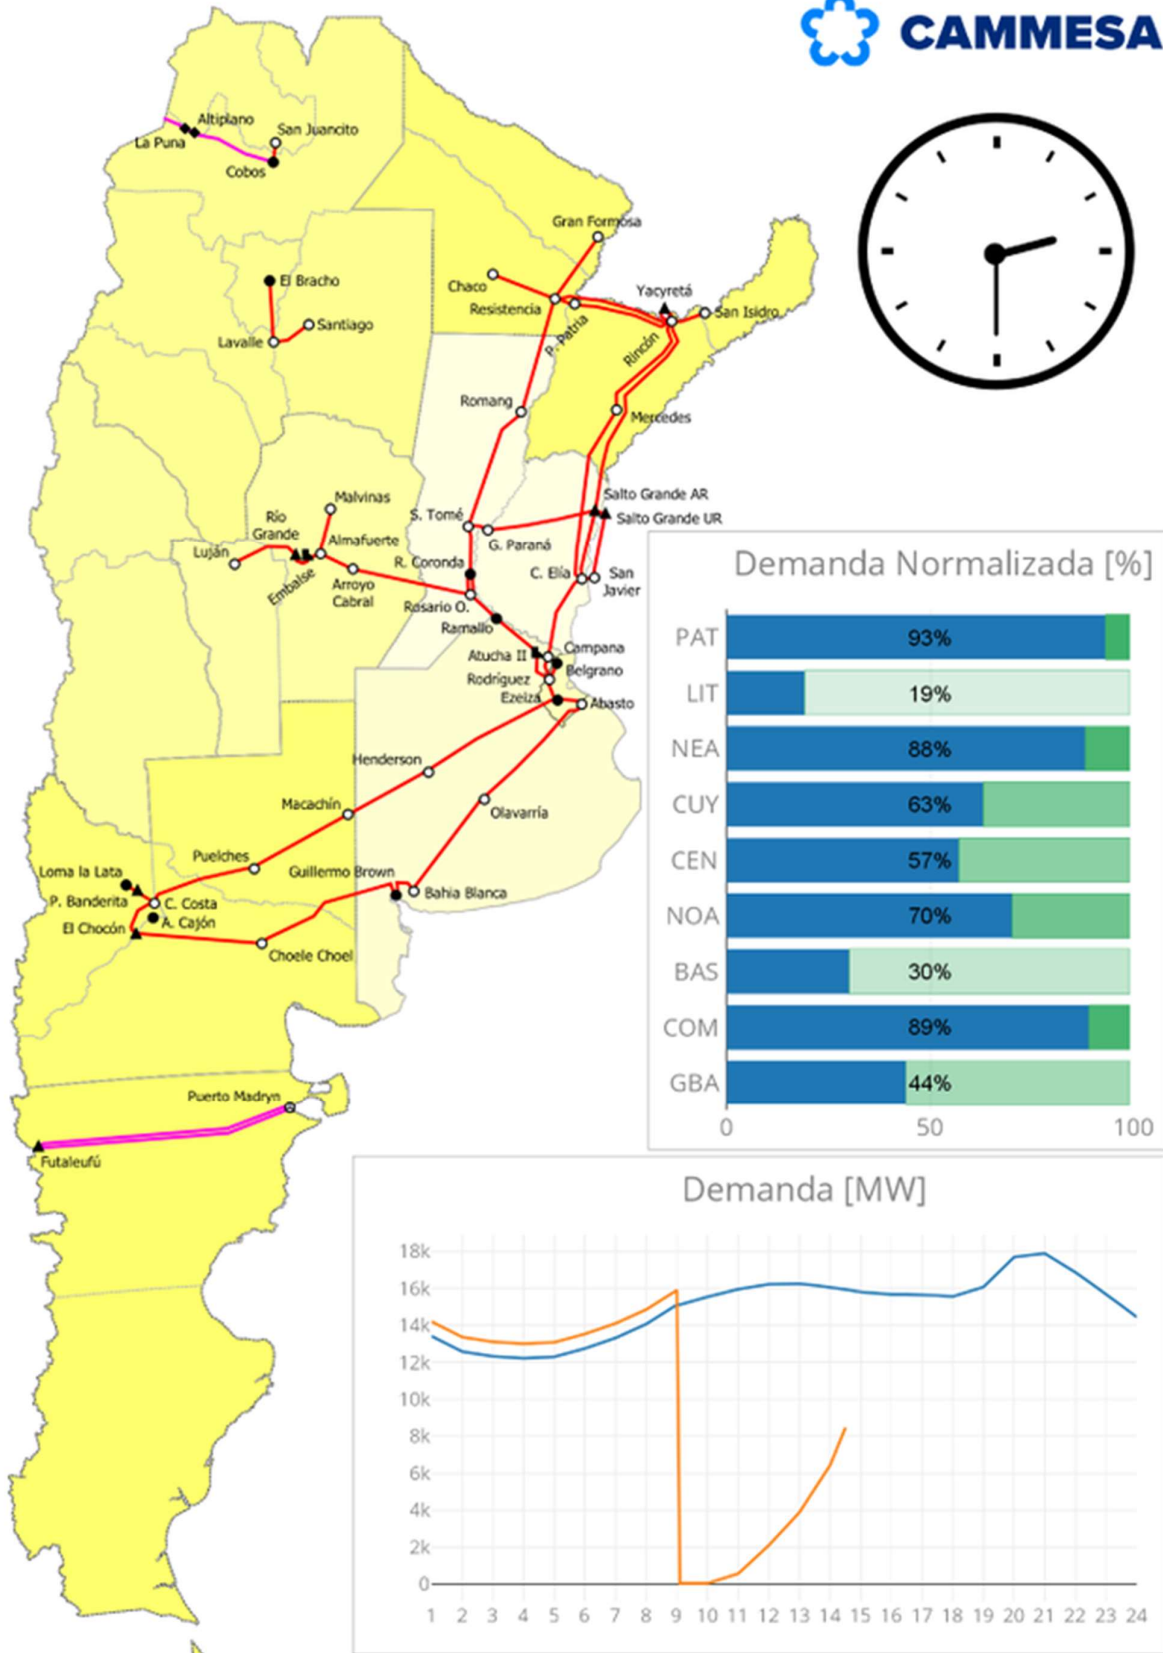 CAMMESA
Altiplano
La Puna
San Juancito
Cobos
Gran Formosa
Chaco
Resistencia
P. Patria
Yacyretá
San Isidro
Rincón
El Bracho
Santiago
Lavalle
Romang
Mercedes
Malvinas
Río
Grande
Almafuerte
Luján
Embalse
Arroyo
Cabral
S. Tomé
G. Paraná
Salto Grande AR
Salto Grande UR
R. Coronda
C. Elía
San
Javier
Rosario O.
Ramallo
Campana
Atucha II
Belgrano
Rodríguez
Ezeiza
Abasto
Henderson
Macachín
Olavarría
Puelches
Guillermo Brown
Bahia Blanca
Loma la Lata
P. Banderita
C. Costa
A. Cajón
El Chocón
Choele Choel
Puerto Madryn
Futaleufú
Demanda Normalizada [%]
PAT 93%
LIT 19%
NEA 88%
CUY 63%
CEN 57%
NOA 70%
BAS 30%
COM 89%
GBA 44%
0 50 100
Demanda [MW]
18k
16k
14k
12k
10k
8k
6k
4k
2k
0
1 2 3 4 5 6 7 8 9 10 11 12 13 14 15 16 17 18 19 20 21 22 23 24